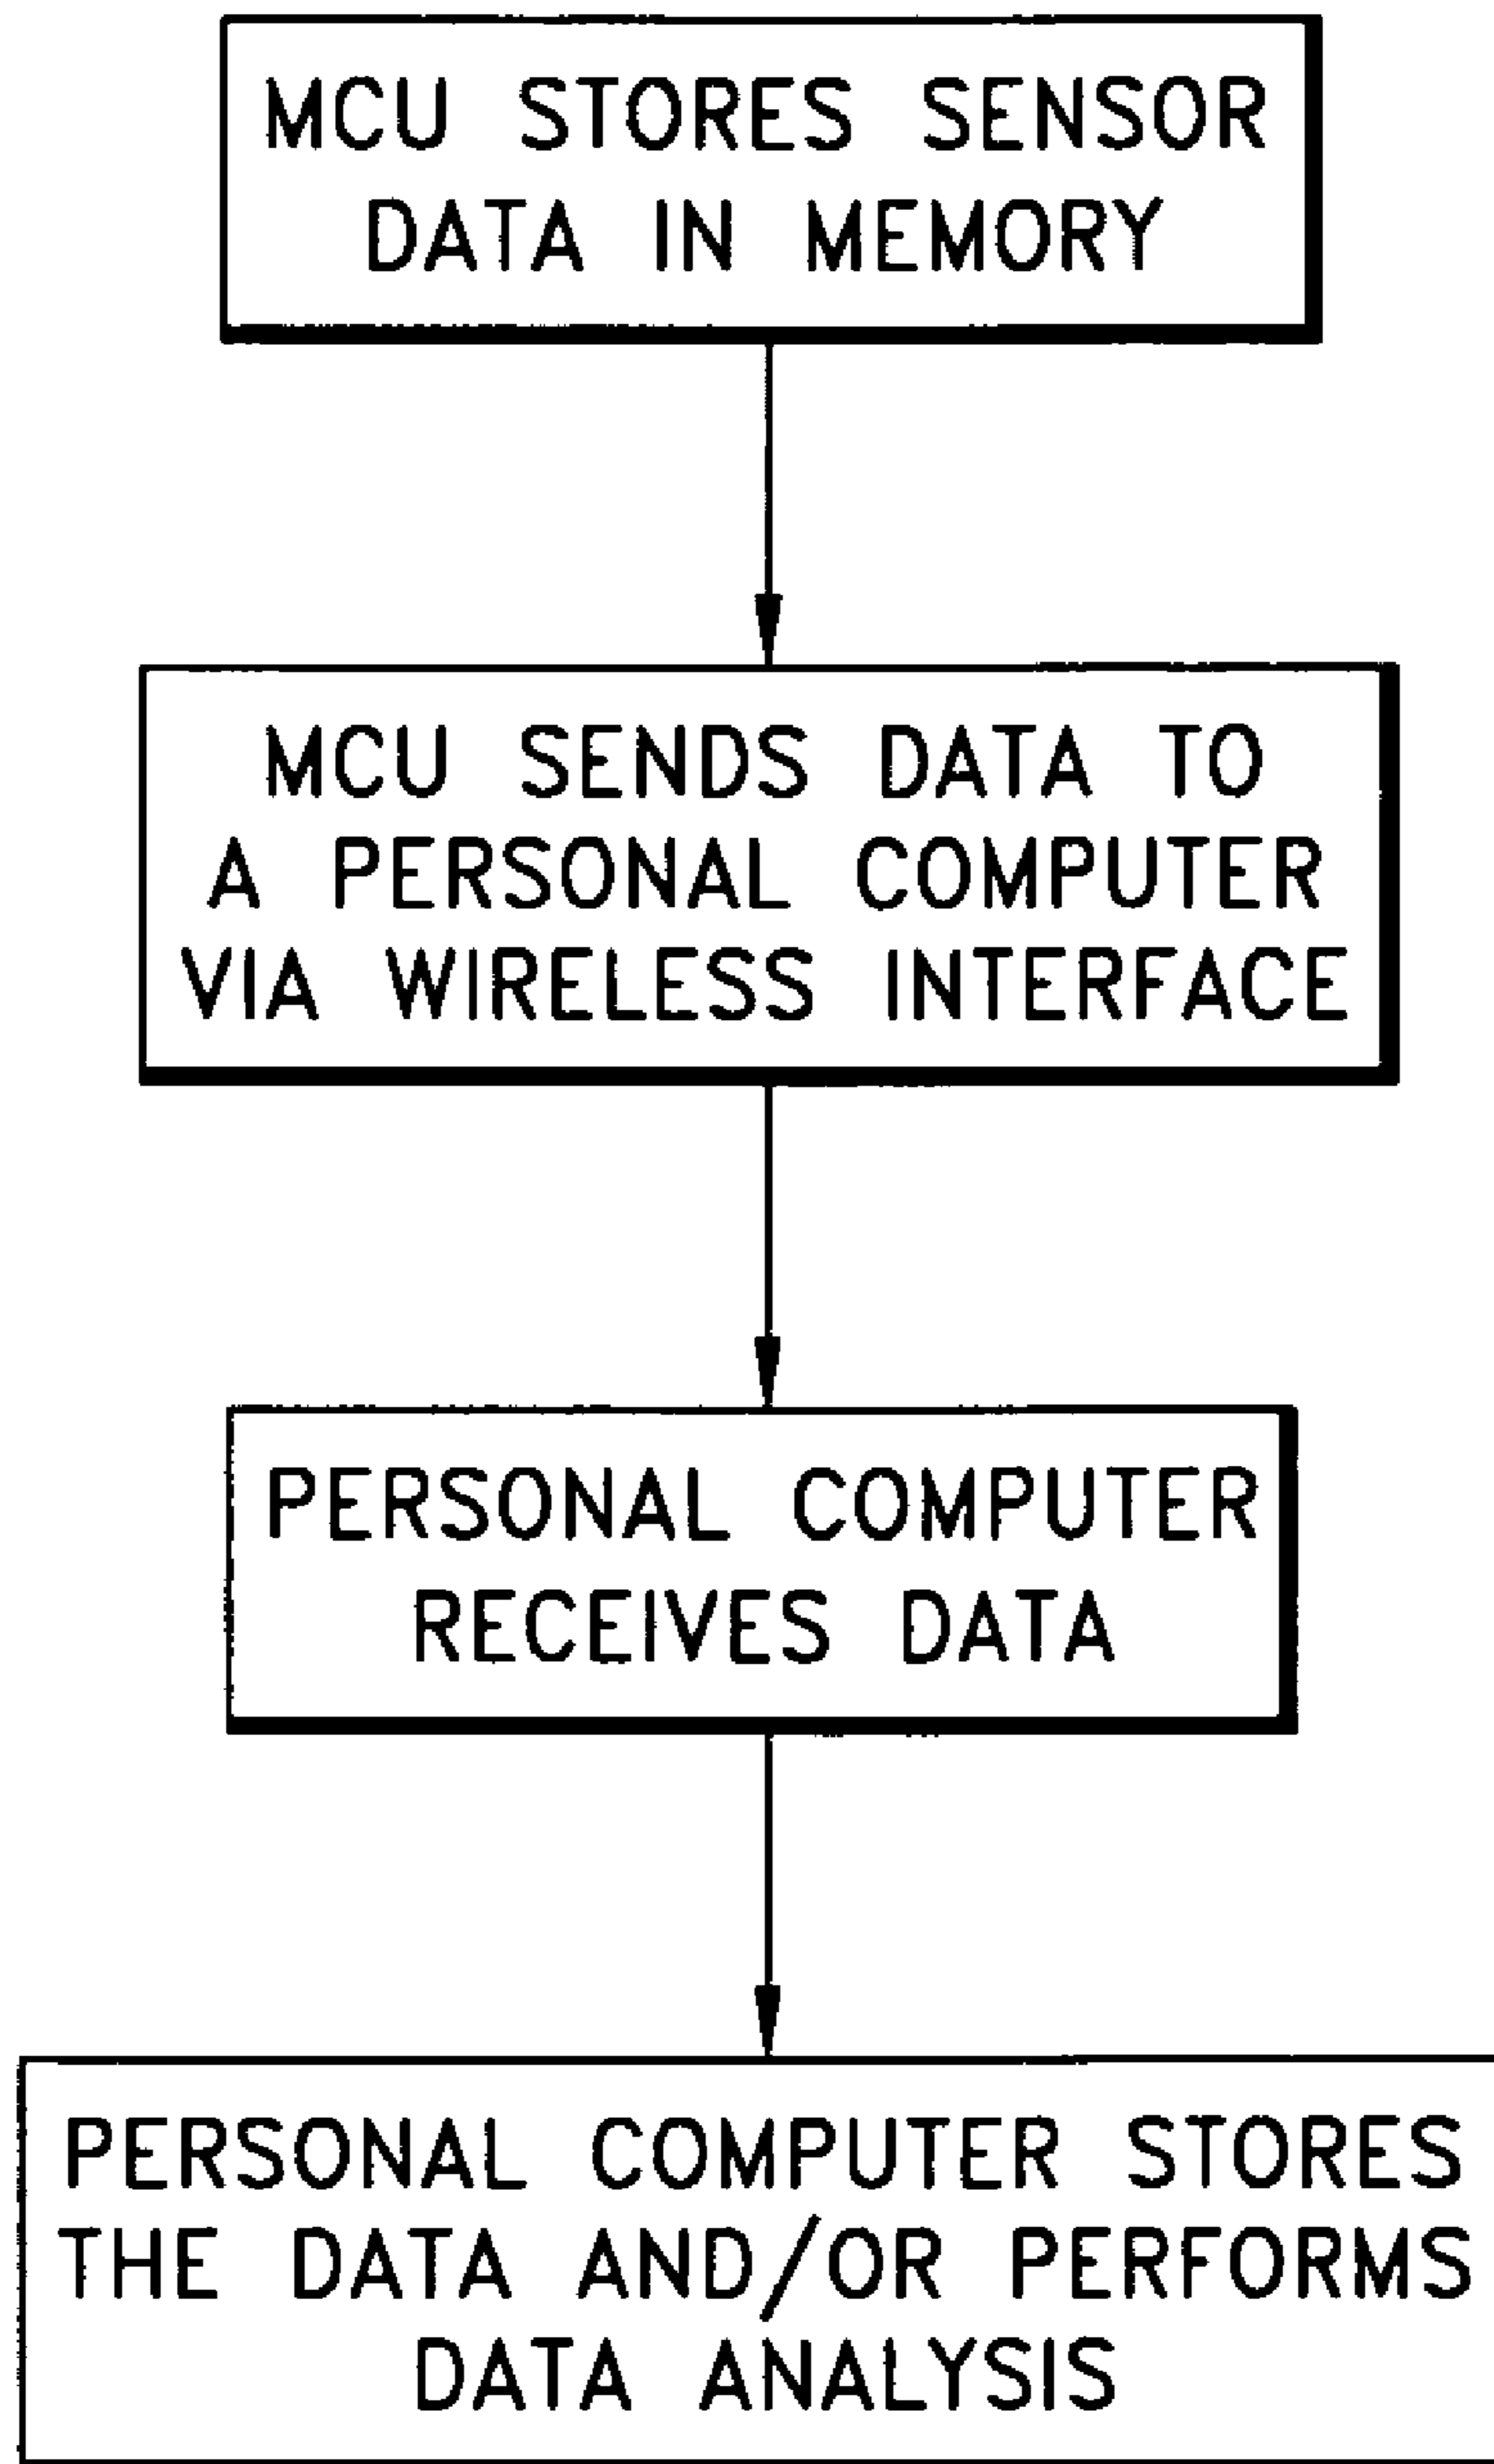 MCU STORES SENSOR
DATA IN MEMORY
MCU SENDS DATA TO
A PERSONAL COMPUTER
VIA WIRELESS INTERFACE
PERSONAL COMPUTER
RECEIVES DATA
PERSONAL COMPUTER STORES
THE DATA AND/OR PERFORMS
DATA ANALYSIS